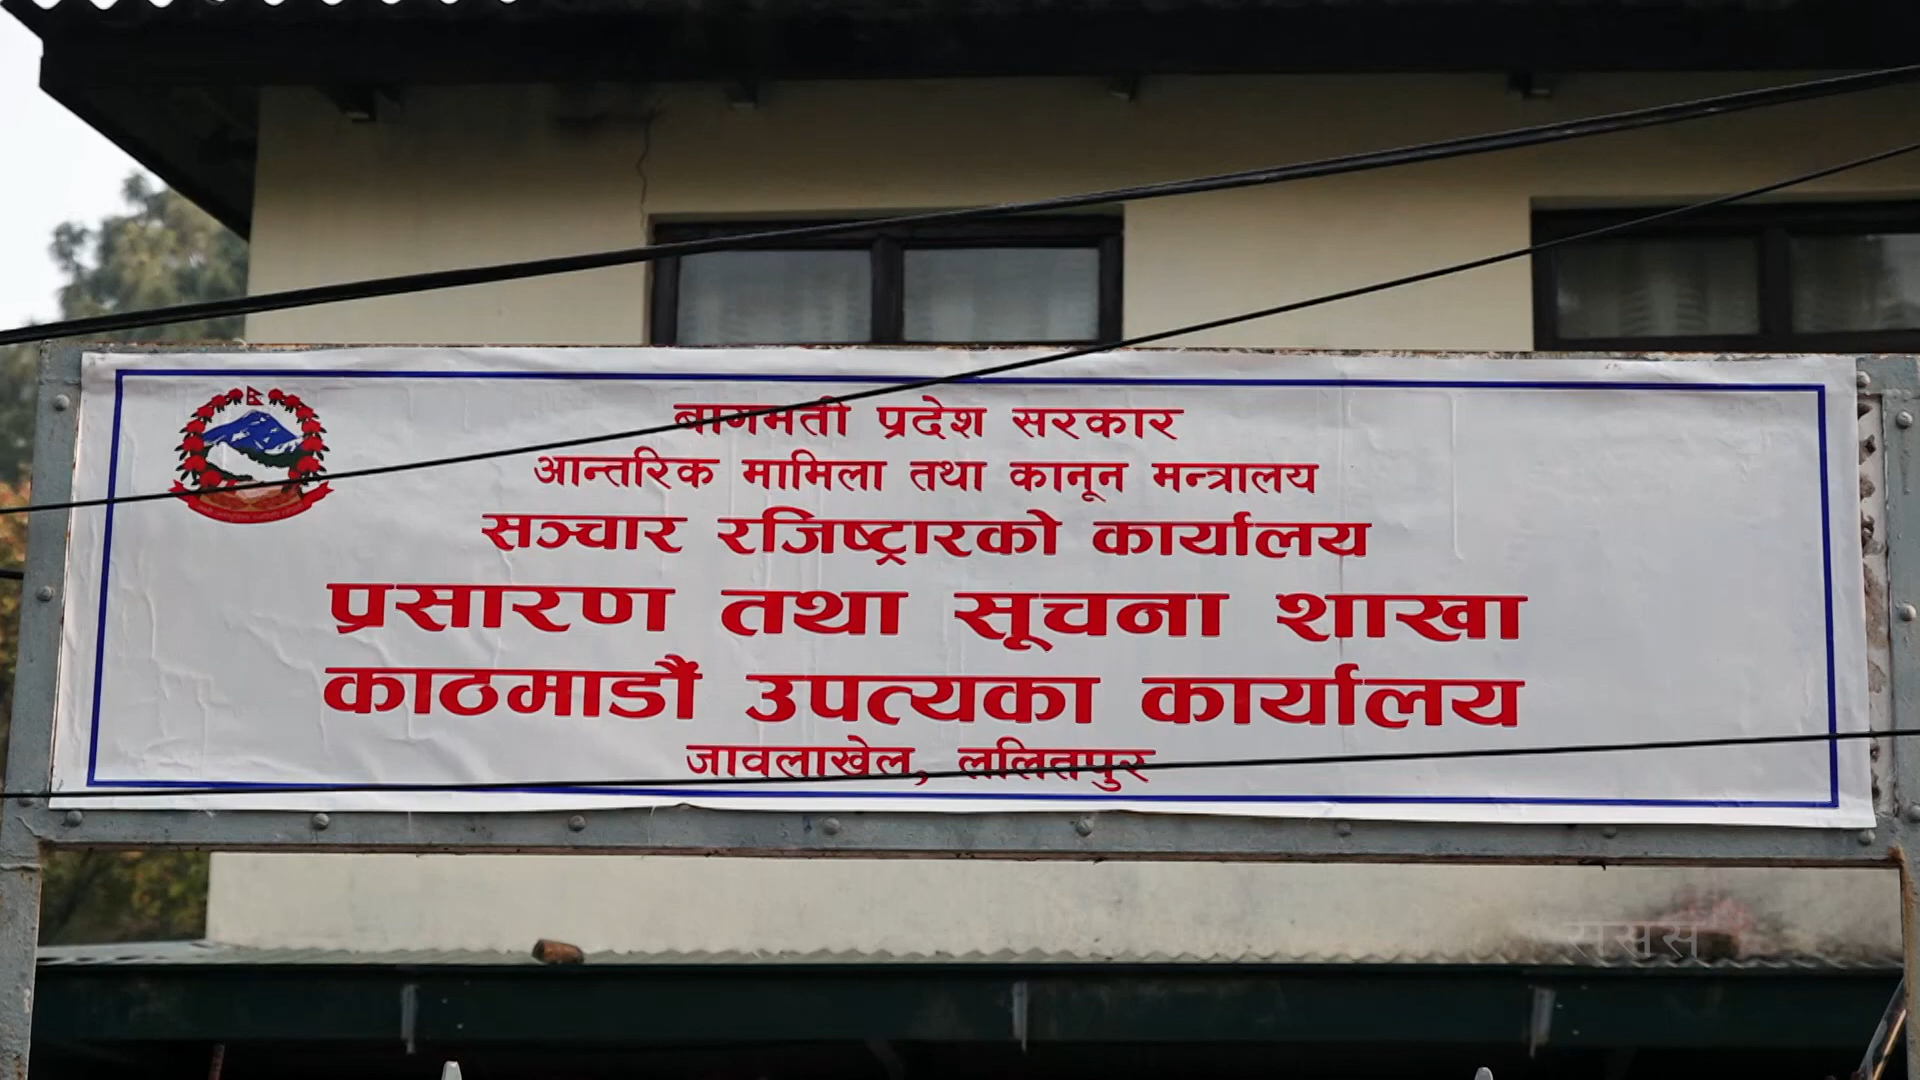 बागमती प्रदेश सरकार
आन्तरिक मामिला तथा कानून मन्त्रालय
सञ्चार रजिष्ट्रारको कार्यालय
प्रसारण तथा सूचना शाखा
काठमाडौं उपत्यका कार्यालय
जावलाखेल, ललितपुर
रासस